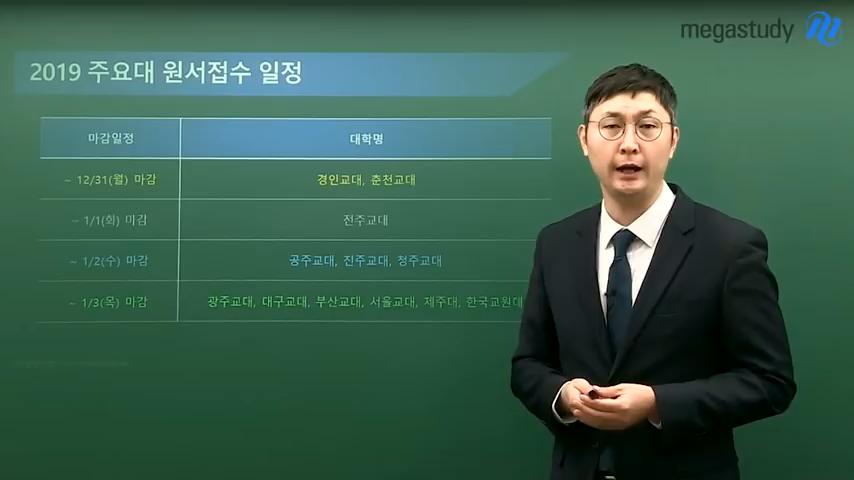 megastudy
2019 주요대 원서접수 일정
마감일정 대학명
~ 12/31(월) 마감 경인교대, 춘천교대
~ 1/1(화) 마감 전주교대
~ 1/2(수) 마감 공주교대, 진주교대, 청주교대
~ 1/3(목) 마감 광주교대, 대구교대, 부산교대, 서울교대, 제주대, 한국교원대